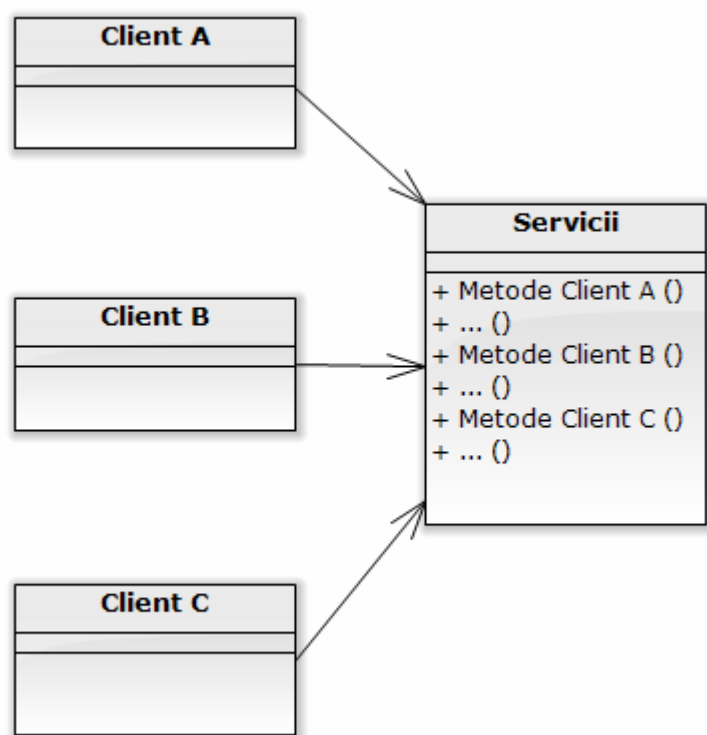 Client A
Client B
Client C
Servicii
+ Metode Client A ()
+ ... ()
+ Metode Client B ()
+ ... ()
+ Metode Client C ()
+ ... ()